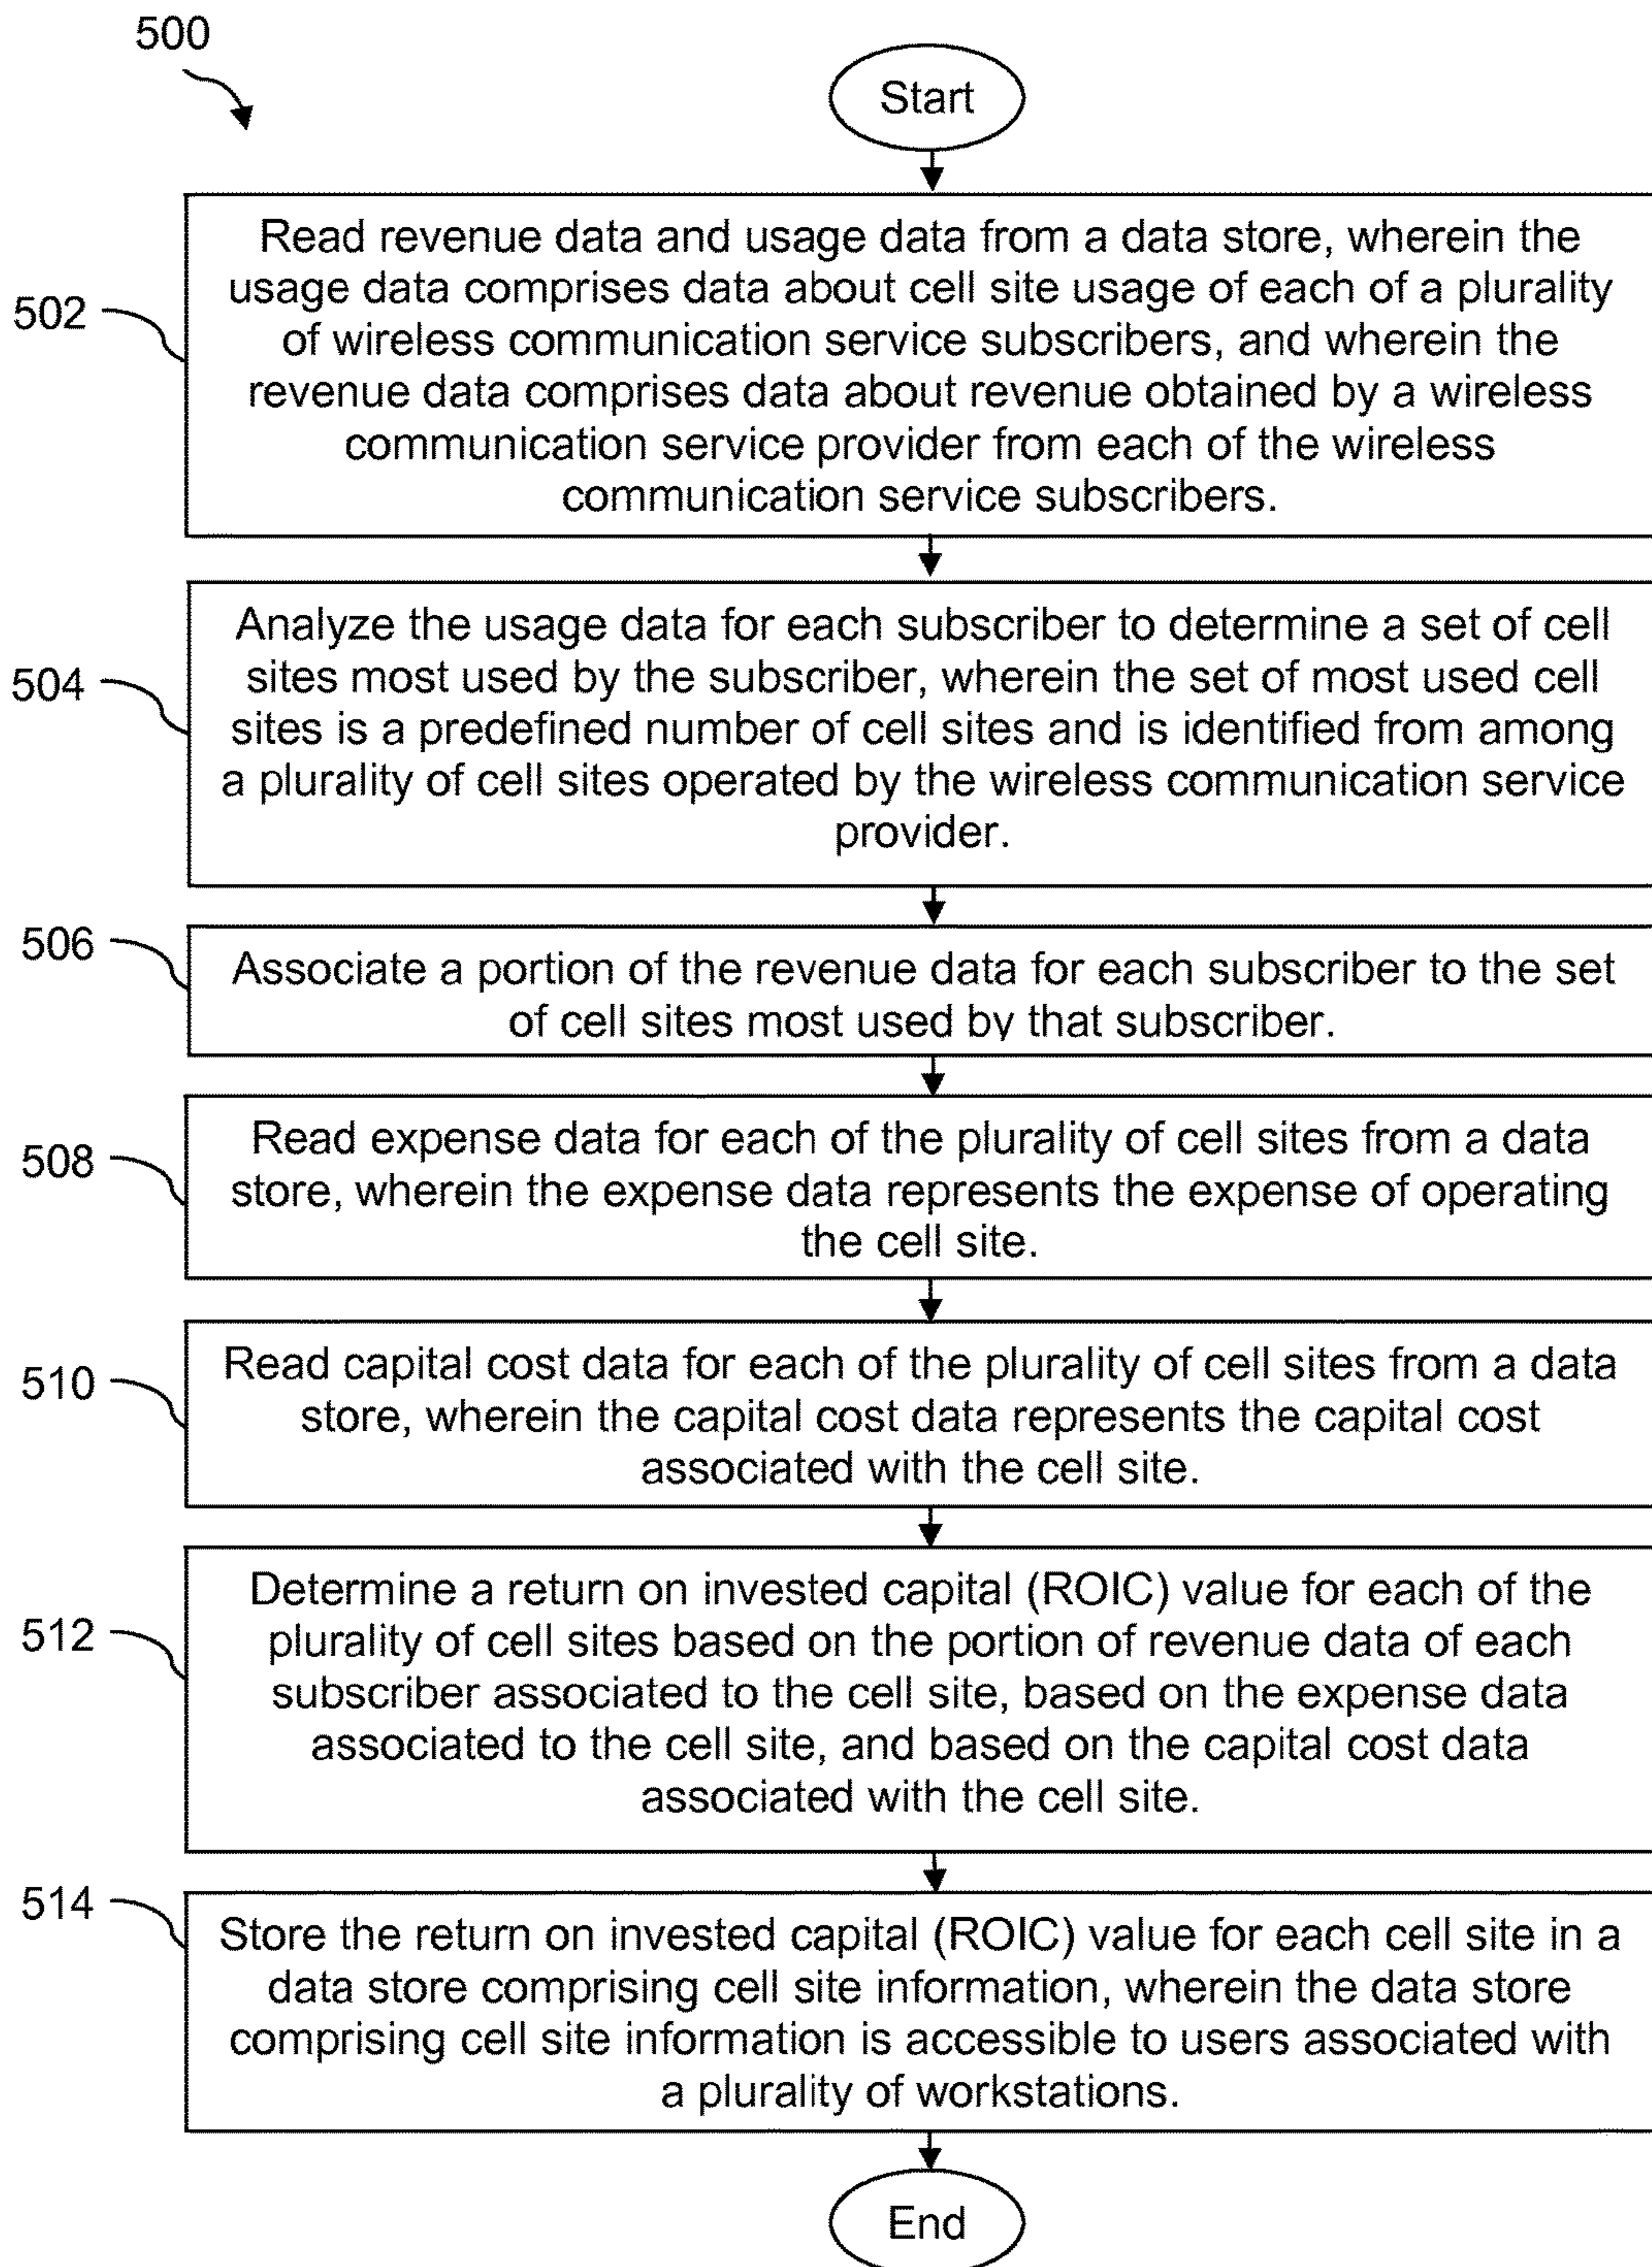 500
Start
502
Read revenue data and usage data from a data store, wherein the
usage data comprises data about cell site usage of each of a plurality
of wireless communication service subscribers, and wherein the
revenue data comprises data about revenue obtained by a wireless
communication service provider from each of the wireless
communication service subscribers.
504
Analyze the usage data for each subscriber to determine a set of cell
sites most used by the subscriber, wherein the set of most used cell
sites is a predefined number of cell sites and is identified from among
a plurality of cell sites operated by the wireless communication service
provider.
506
Associate a portion of the revenue data for each subscriber to the set
of cell sites most used by that subscriber.
508
Read expense data for each of the plurality of cell sites from a data
store, wherein the expense data represents the expense of operating
the cell site.
510
Read capital cost data for each of the plurality of cell sites from a data
store, wherein the capital cost data represents the capital cost
associated with the cell site.
512
Determine a return on invested capital (ROIC) value for each of the
plurality of cell sites based on the portion of revenue data of each
subscriber associated to the cell site, based on the expense data
associated to the cell site, and based on the capital cost data
associated with the cell site.
514
Store the return on invested capital (ROIC) value for each cell site in a
data store comprising cell site information, wherein the data store
comprising cell site information is accessible to users associated with
a plurality of workstations.
End